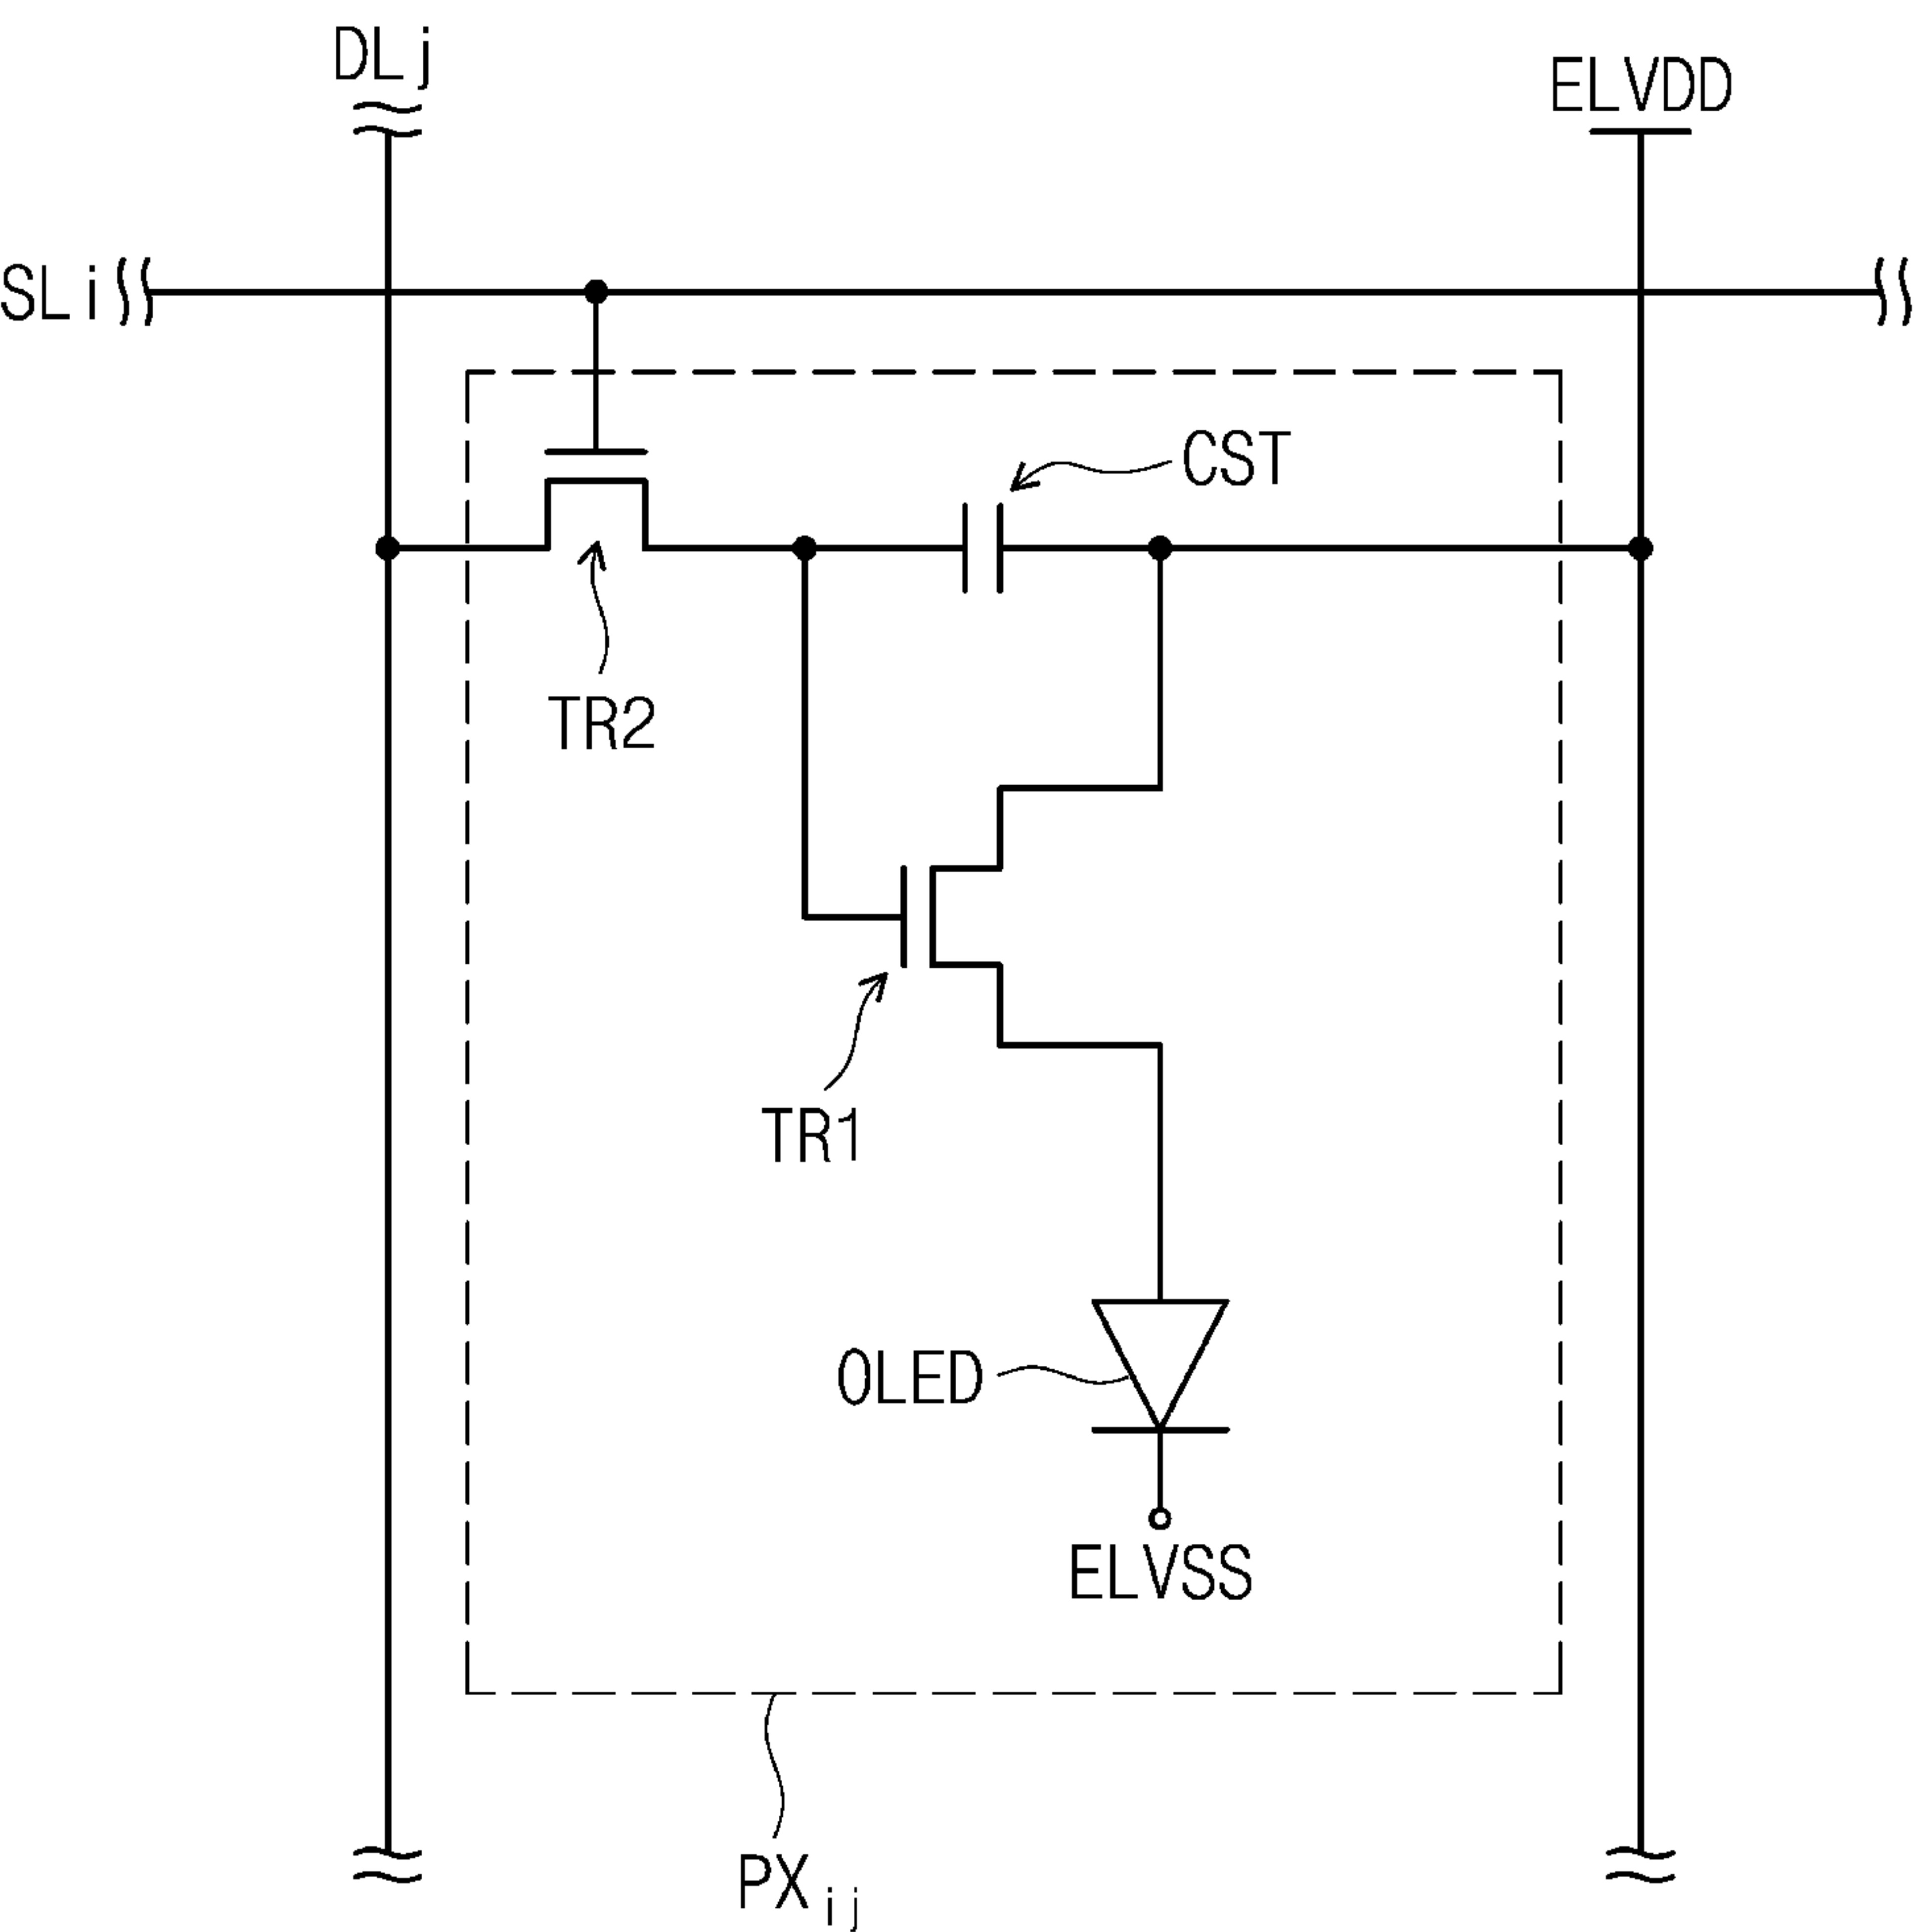 DLj
ELVDD
SLi
CST
TR2
TR1
OLED
ELVSS
PXij